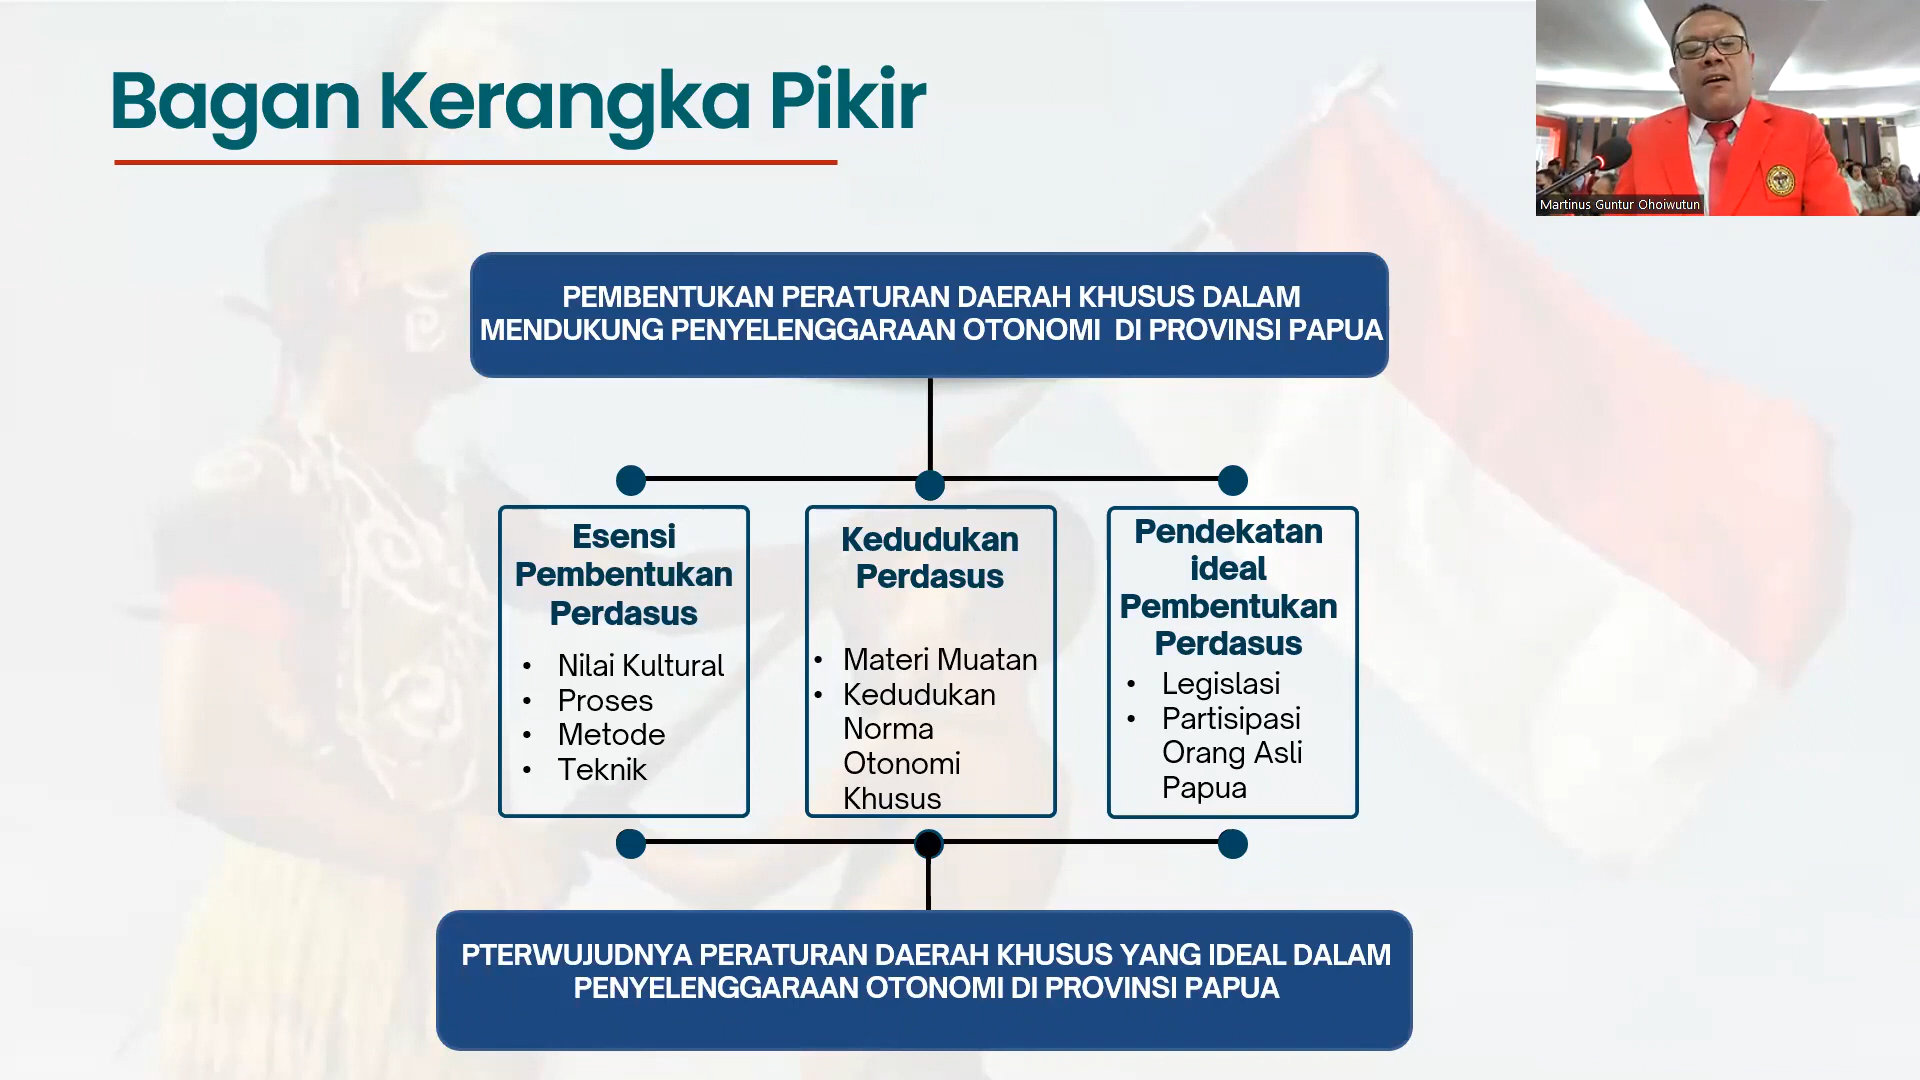 Bagan Kerangka Pikir
Martinus Guntur Ohoiwutun
PEMBENTUKAN PERATURAN DAERAH KHUSUS DALAM
MENDUKUNG PENYELENGGARAAN OTONOMI DI PROVINSI PAPUA
Esensi
Pembentukan
Perdasus
• Nilai Kultural
• Proses
• Metode
• Teknik
Kedudukan
Perdasus
• Materi Muatan
• Kedudukan
Norma
Otonomi
Khusus
Pendekatan
ideal
Pembentukan
Perdasus
• Legislasi
• Partisipasi
Orang Asli
Papua
PTERWUJUDNYA PERATURAN DAERAH KHUSUS YANG IDEAL DALAM
PENYELENGGARAAN OTONOMI DI PROVINSI PAPUA